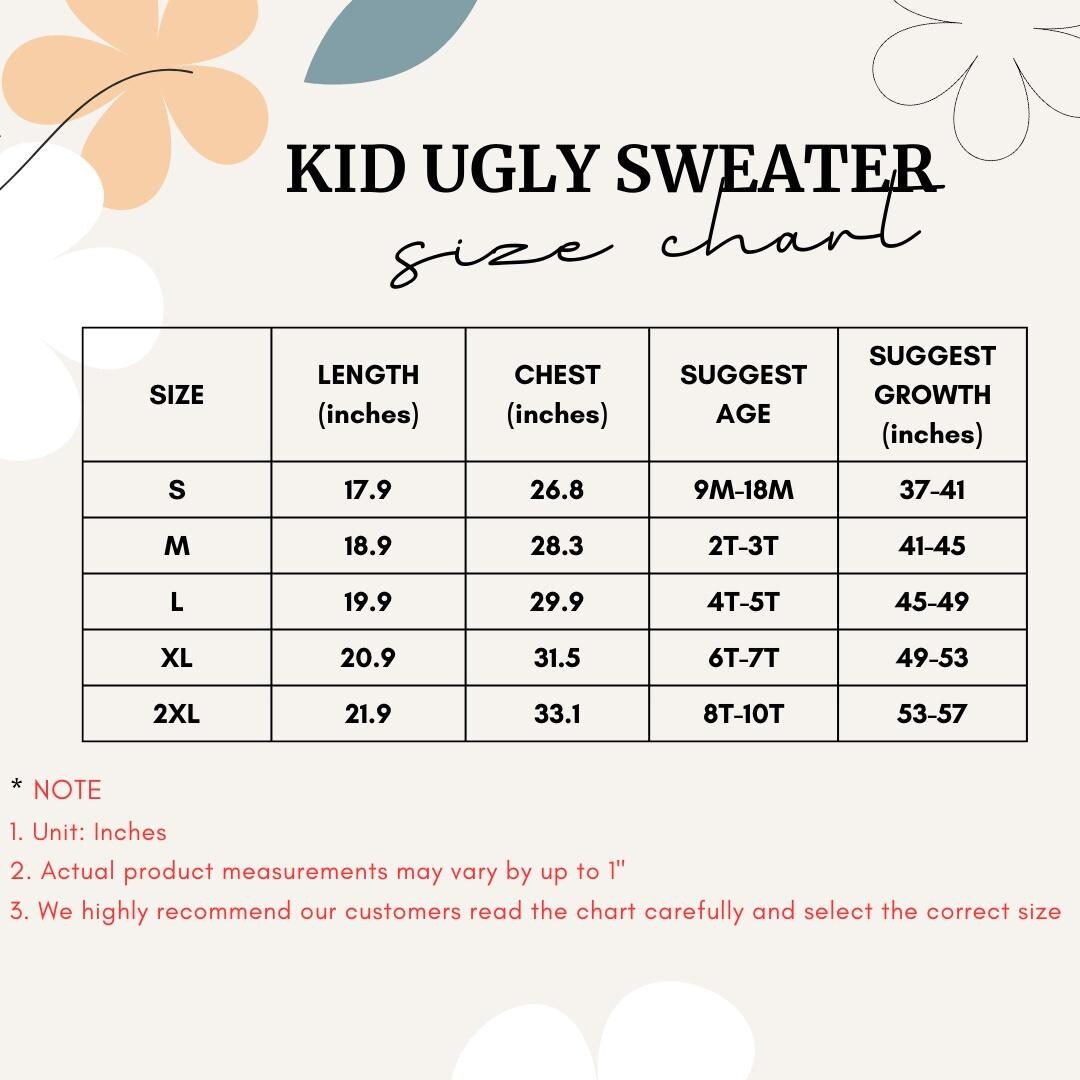 KID UGLY SWEATER
size chart
SIZE LENGTH (inches) CHEST (inches) SUGGEST AGE SUGGEST GROWTH (inches)
S 17.9 26.8 9M-18M 37-41
M 18.9 28.3 2T-3T 41-45
L 19.9 29.9 4T-5T 45-49
XL 20.9 31.5 6T-7T 49-53
2XL 21.9 33.1 8T-10T 53-57
* NOTE
1. Unit: Inches
2. Actual product measurements may vary by up to 1"
3. We highly recommend our customers read the chart carefully and select the correct size